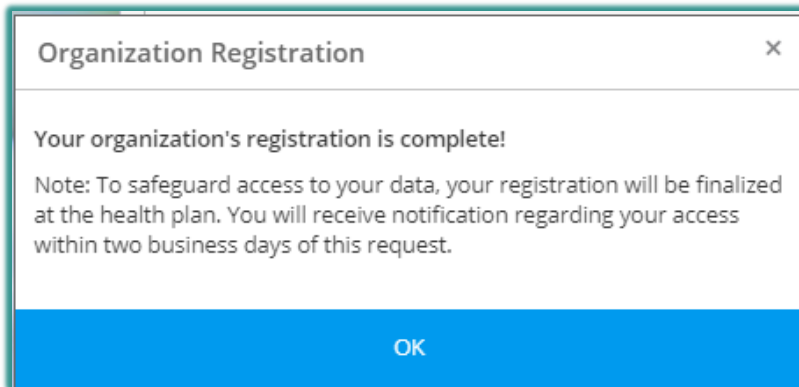 Organization Registration ×
Your organization's registration is complete!
Note: To safeguard access to your data, your registration will be finalized
at the health plan. You will receive notification regarding your access
within two business days of this request.
OK